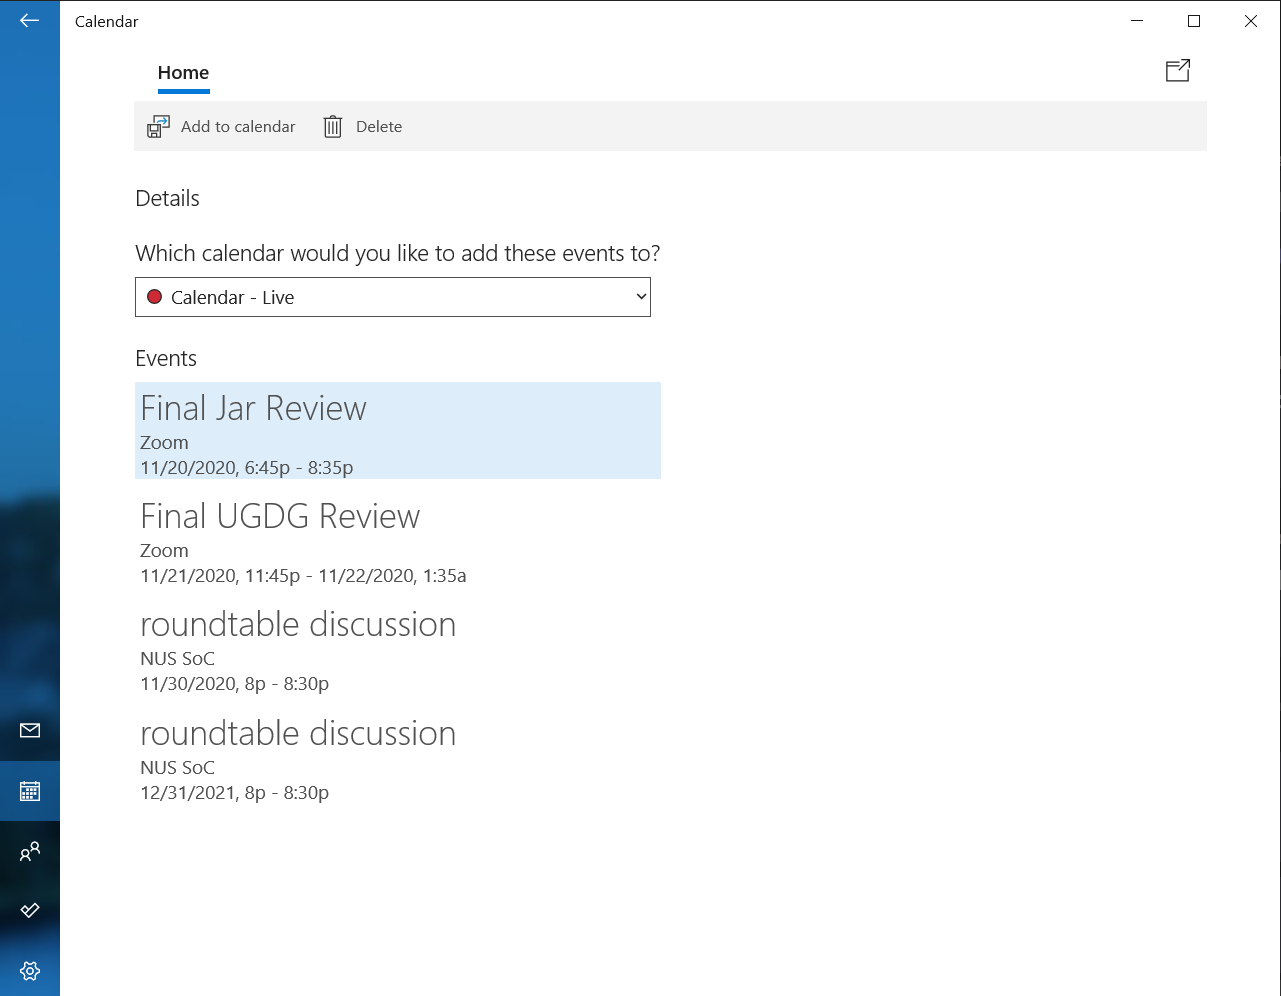 Calendar
Home
Add to calendar
Delete
Details
Which calendar would you like to add these events to?
Calendar - Live
Events
Final Jar Review
Zoom
11/20/2020, 6:45p - 8:35p
Final UGDG Review
Zoom
11/21/2020, 11:45p - 11/22/2020, 1:35a
roundtable discussion
NUS SoC
11/30/2020, 8p - 8:30p
roundtable discussion
NUS SoC
12/31/2021, 8p - 8:30p